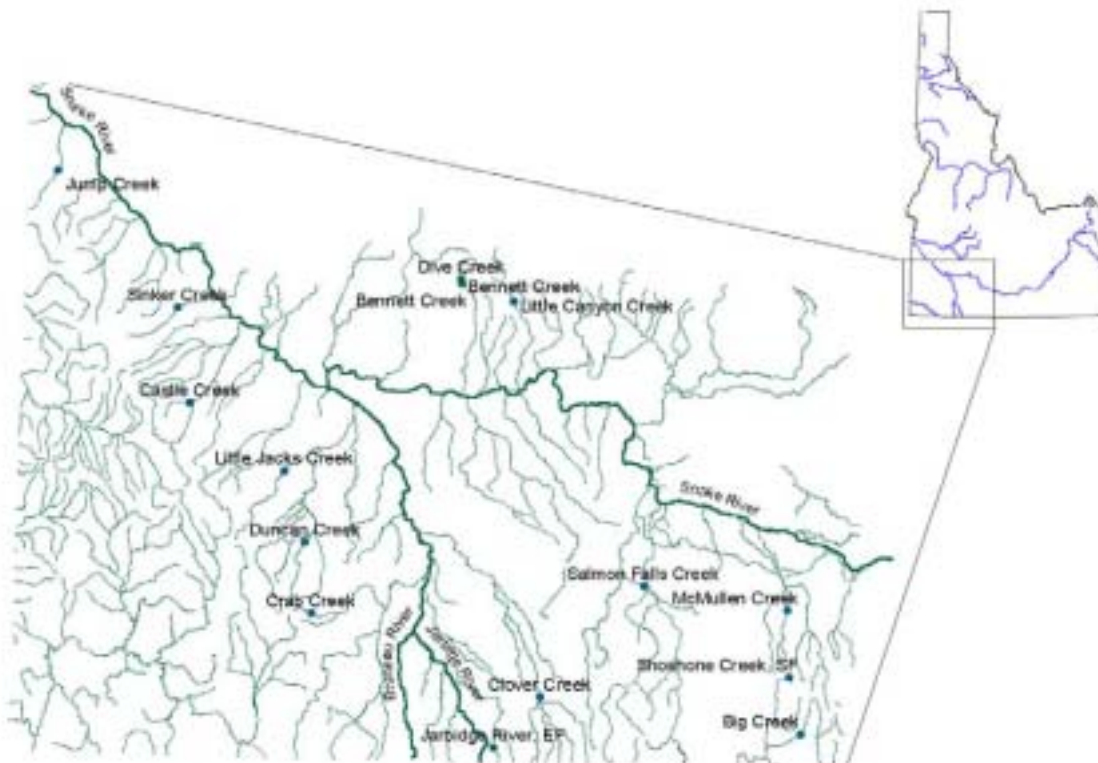 Snake River
Jump Creek
Dive Creek
Bennett Creek
Bennett Creek
Little Canyon Creek
Sinker Creek
Castle Creek
Little Jacks Creek
Snake River
Duncan Creek
Salmon Falls Creek
McMullen Creek
Crab Creek
Bruneau River
Jarbidge River
Shoshone Creek, SF
Clover Creek
Big Creek
Jarbidge River, EF